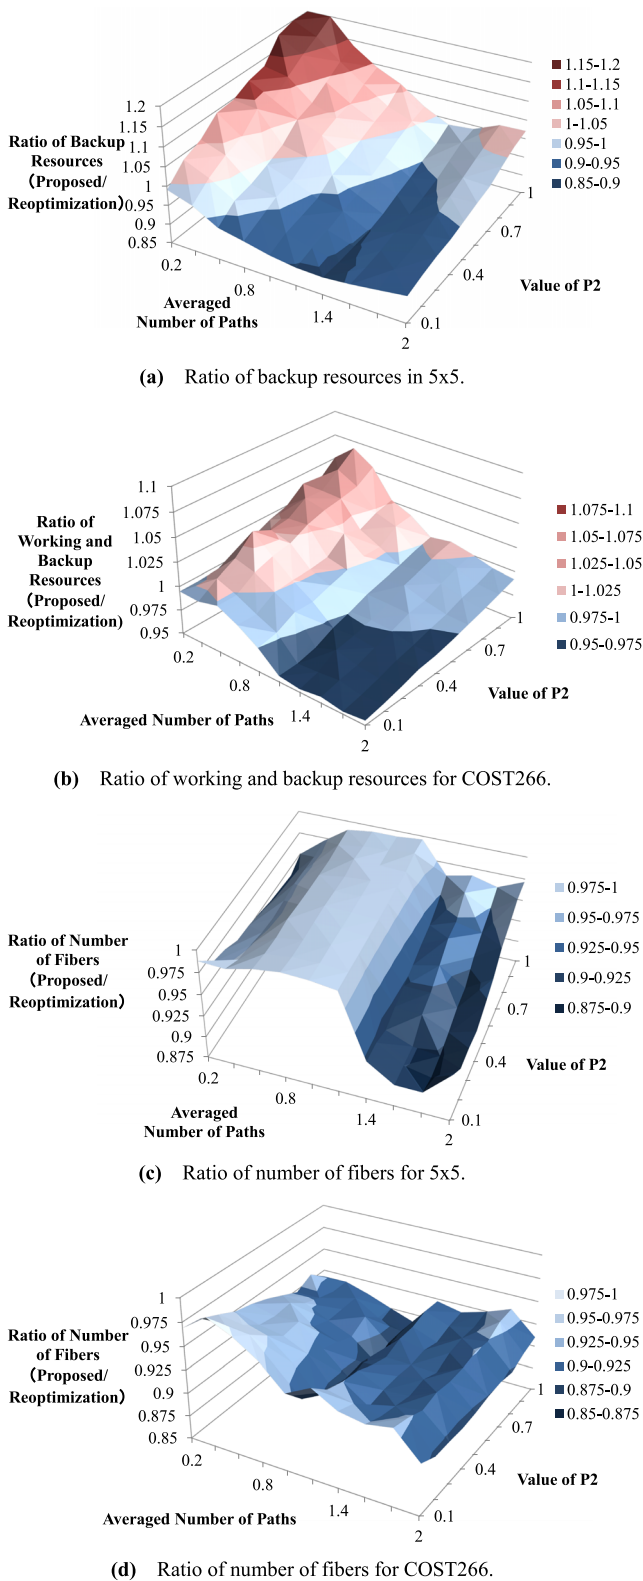 1.2
1.15
1.1
1.05
1
0.95
0.9
0.85
Ratio of Backup
Resources
(Proposed/
Reoptimization)
0.2
0.8
1.4
2
Averaged
Number of Paths
0.1
0.4
0.7
1
Value of P2
1.15-1.2
1.1-1.15
1.05-1.1
1-1.05
0.95-1
0.9-0.95
0.85-0.9
(a) Ratio of backup resources in 5x5.
1.1
1.075
1.05
1.025
1
0.975
0.95
Ratio of
Working and
Backup
Resources
(Proposed/
Reoptimization)
0.2
0.8
1.4
2
Averaged Number of Paths
0.1
0.4
0.7
1
Value of P2
1.075-1.1
1.05-1.075
1.025-1.05
1-1.025
0.975-1
0.95-0.975
(b) Ratio of working and backup resources for COST266.
1
0.975
0.95
0.925
0.9
0.875
Ratio of Number
of Fibers
(Proposed/
Reoptimization)
0.2
0.8
1.4
2
Averaged
Number of Paths
0.1
0.4
0.7
1
Value of P2
0.975-1
0.95-0.975
0.925-0.95
0.9-0.925
0.875-0.9
(c) Ratio of number of fibers for 5x5.
1
0.975
0.95
0.925
0.9
0.875
0.85
Ratio of Number
of Fibers
(Proposed/
Reoptimization)
0.2
0.8
1.4
2
Averaged Number of Paths
0.1
0.4
0.7
1
Value of P2
0.975-1
0.95-0.975
0.925-0.95
0.9-0.925
0.875-0.9
0.85-0.875
(d) Ratio of number of fibers for COST266.